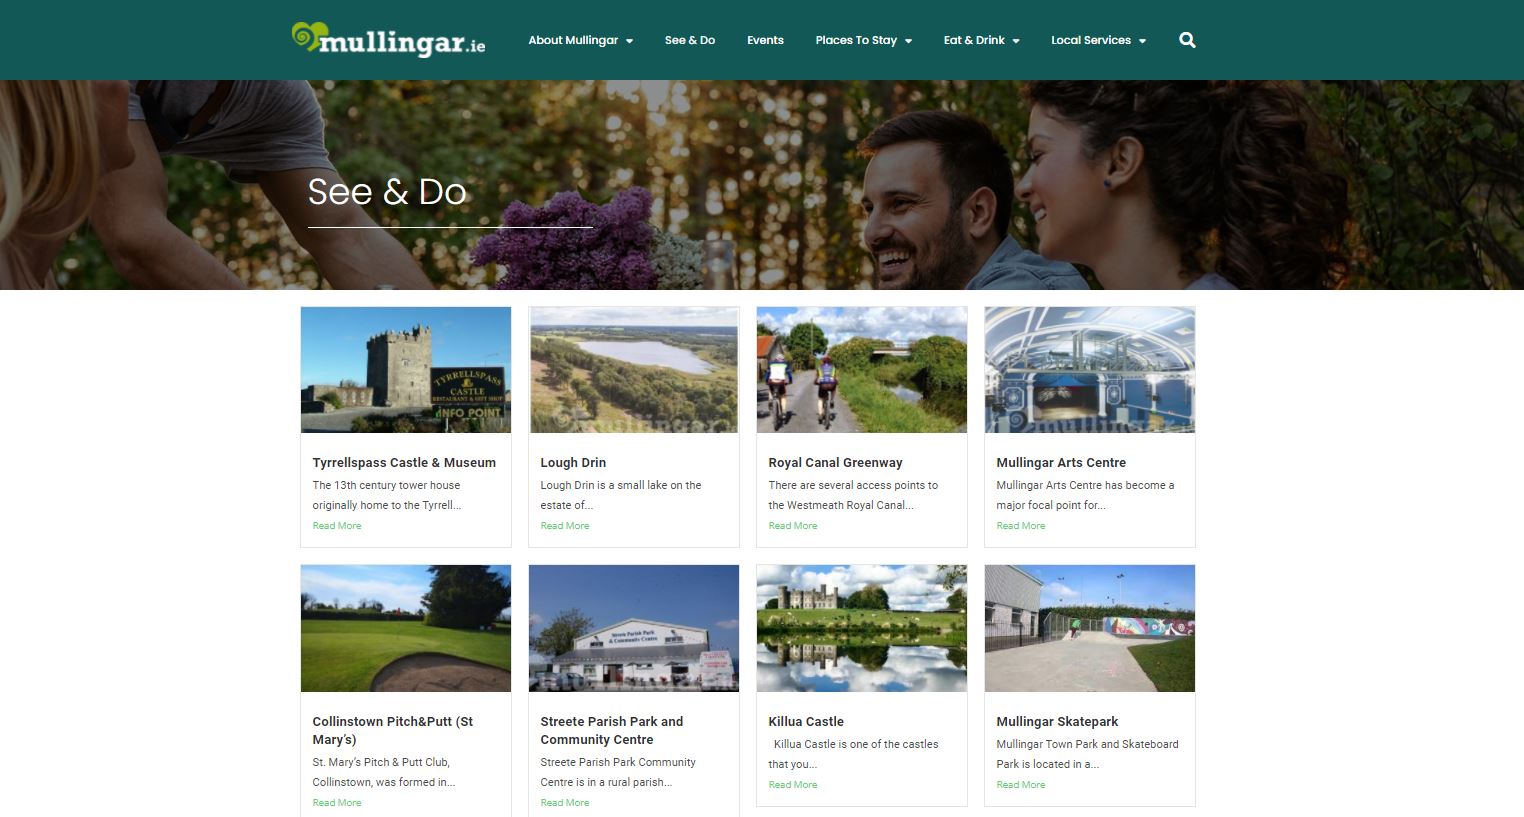 mullingar.ie
About Mullingar
See & Do
Events
Places To Stay
Eat & Drink
Local Services
See & Do
TYRRELLSPASS
CASTLE
RESTAURANT & GIFT SHOP
INFO POINT
mullingar
mullingar
Tyrrellspass Castle & Museum
The 13th century tower house
originally home to the Tyrrell...
Read More
Lough Drin
Lough Drin is a small lake on the
estate of...
Read More
Royal Canal Greenway
There are several access points to
the Westmeath Royal Canal...
Read More
Mullingar Arts Centre
Mullingar Arts Centre has become a
major focal point for...
Read More
Streete Parish Park
& Community Centre
Collinstown Pitch&Putt (St
Mary’s)
St. Mary’s Pitch & Putt Club,
Collinstown, was formed in...
Read More
Streete Parish Park and
Community Centre
Streete Parish Park Community
Centre is in a rural parish...
Read More
Killua Castle
Killua Castle is one of the castles
that you...
Read More
Mullingar Skatepark
Mullingar Town Park and Skateboard
Park is located in a...
Read More